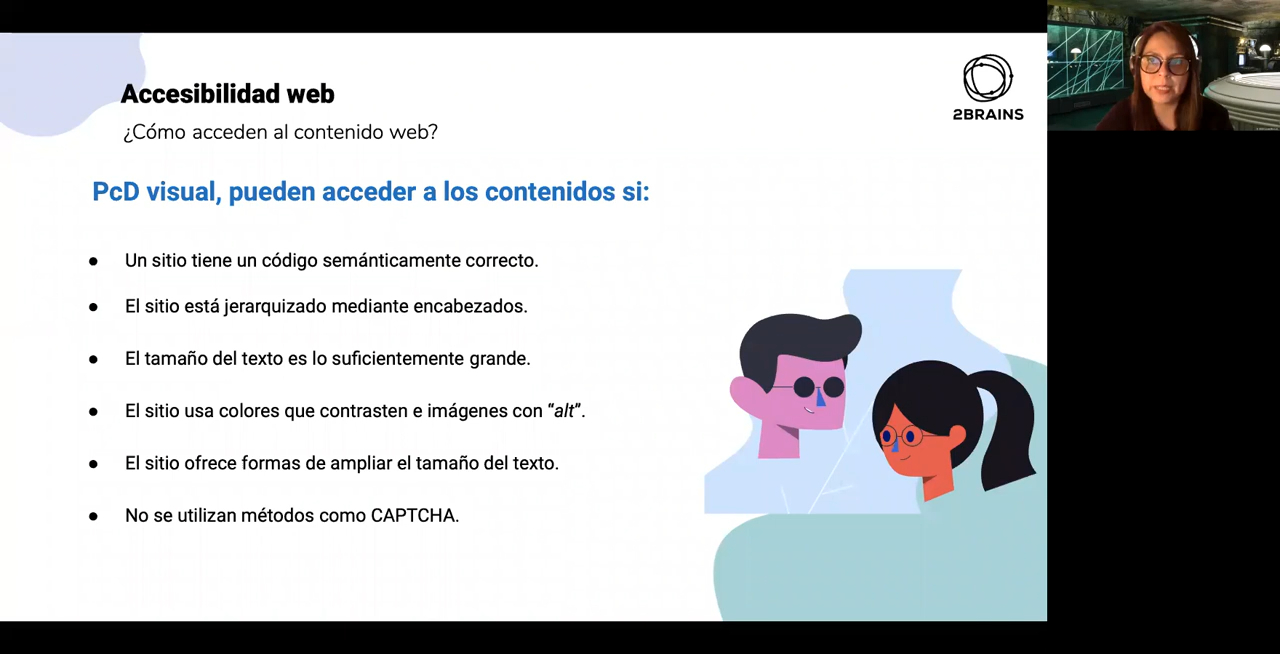 Accesibilidad web
¿Cómo acceden al contenido web?
2BRAINS
PcD visual, pueden acceder a los contenidos si:
● Un sitio tiene un código semánticamente correcto.
● El sitio está jerarquizado mediante encabezados.
● El tamaño del texto es lo suficientemente grande.
● El sitio usa colores que contrasten e imágenes con “alt”.
● El sitio ofrece formas de ampliar el tamaño del texto.
● No se utilizan métodos como CAPTCHA.